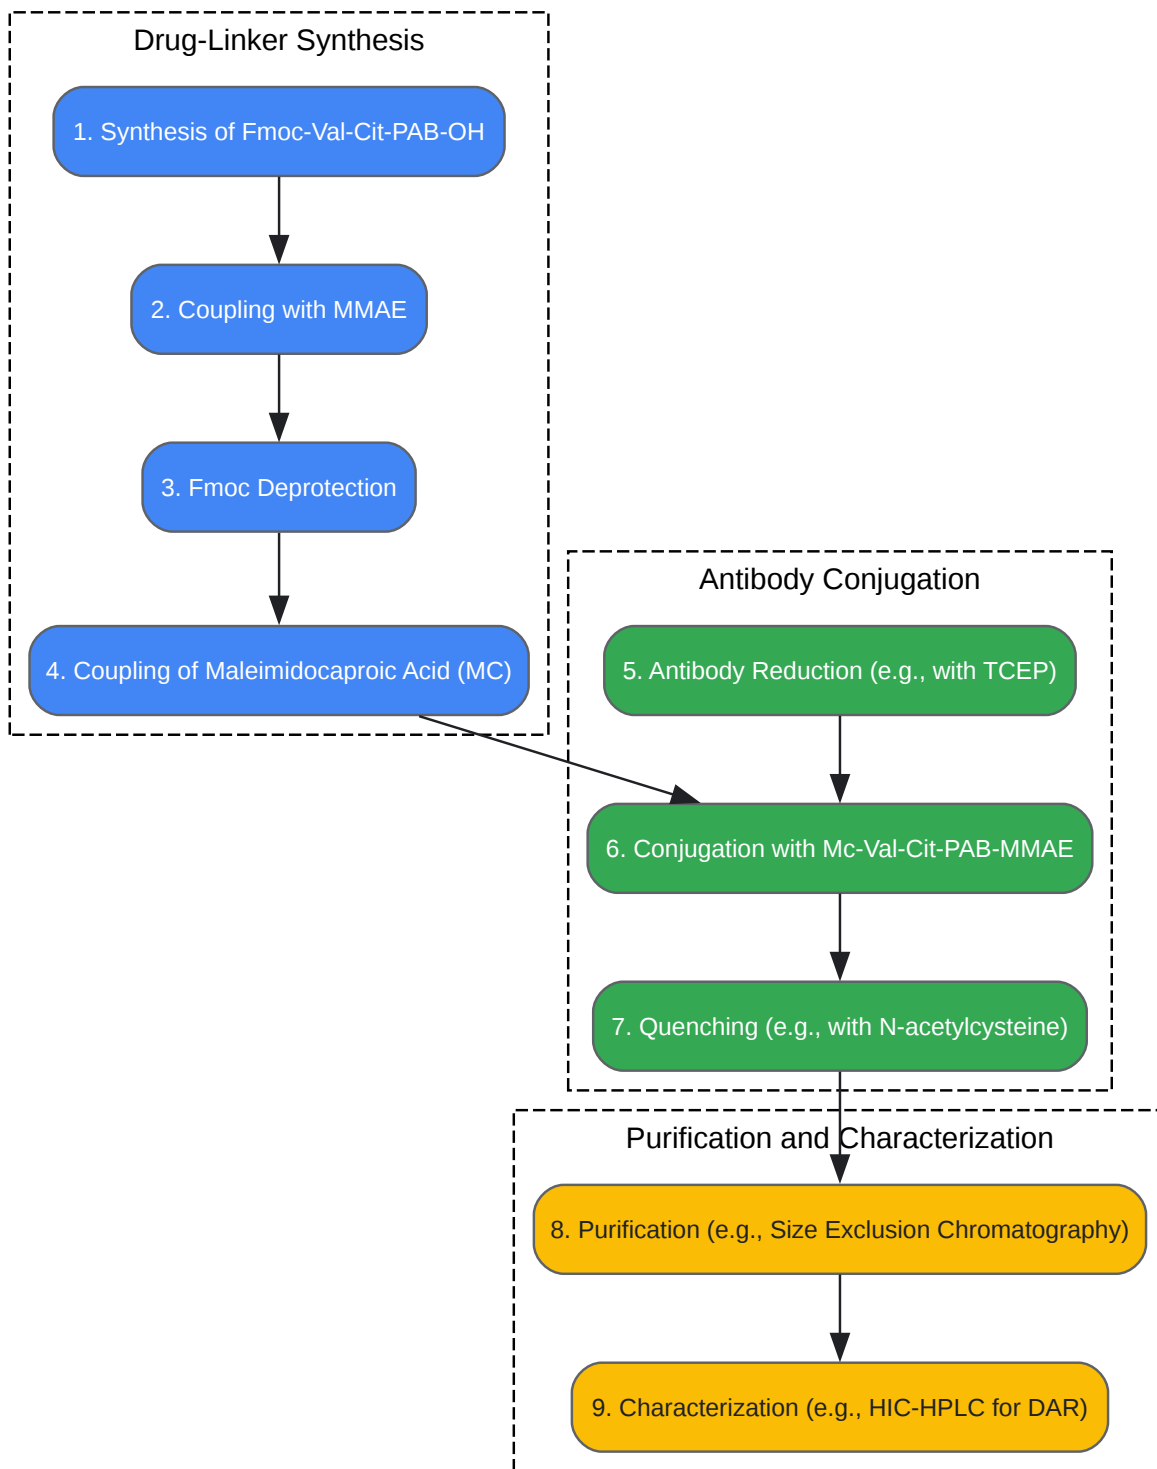 Drug-Linker Synthesis
1. Synthesis of Fmoc-Val-Cit-PAB-OH
2. Coupling with MMAE
3. Fmoc Deprotection
4. Coupling of Maleimidocaproic Acid (MC)
Antibody Conjugation
5. Antibody Reduction (e.g., with TCEP)
6. Conjugation with Mc-Val-Cit-PAB-MMAE
7. Quenching (e.g., with N-acetylcysteine)
Purification and Characterization
8. Purification (e.g., Size Exclusion Chromatography)
9. Characterization (e.g., HIC-HPLC for DAR)